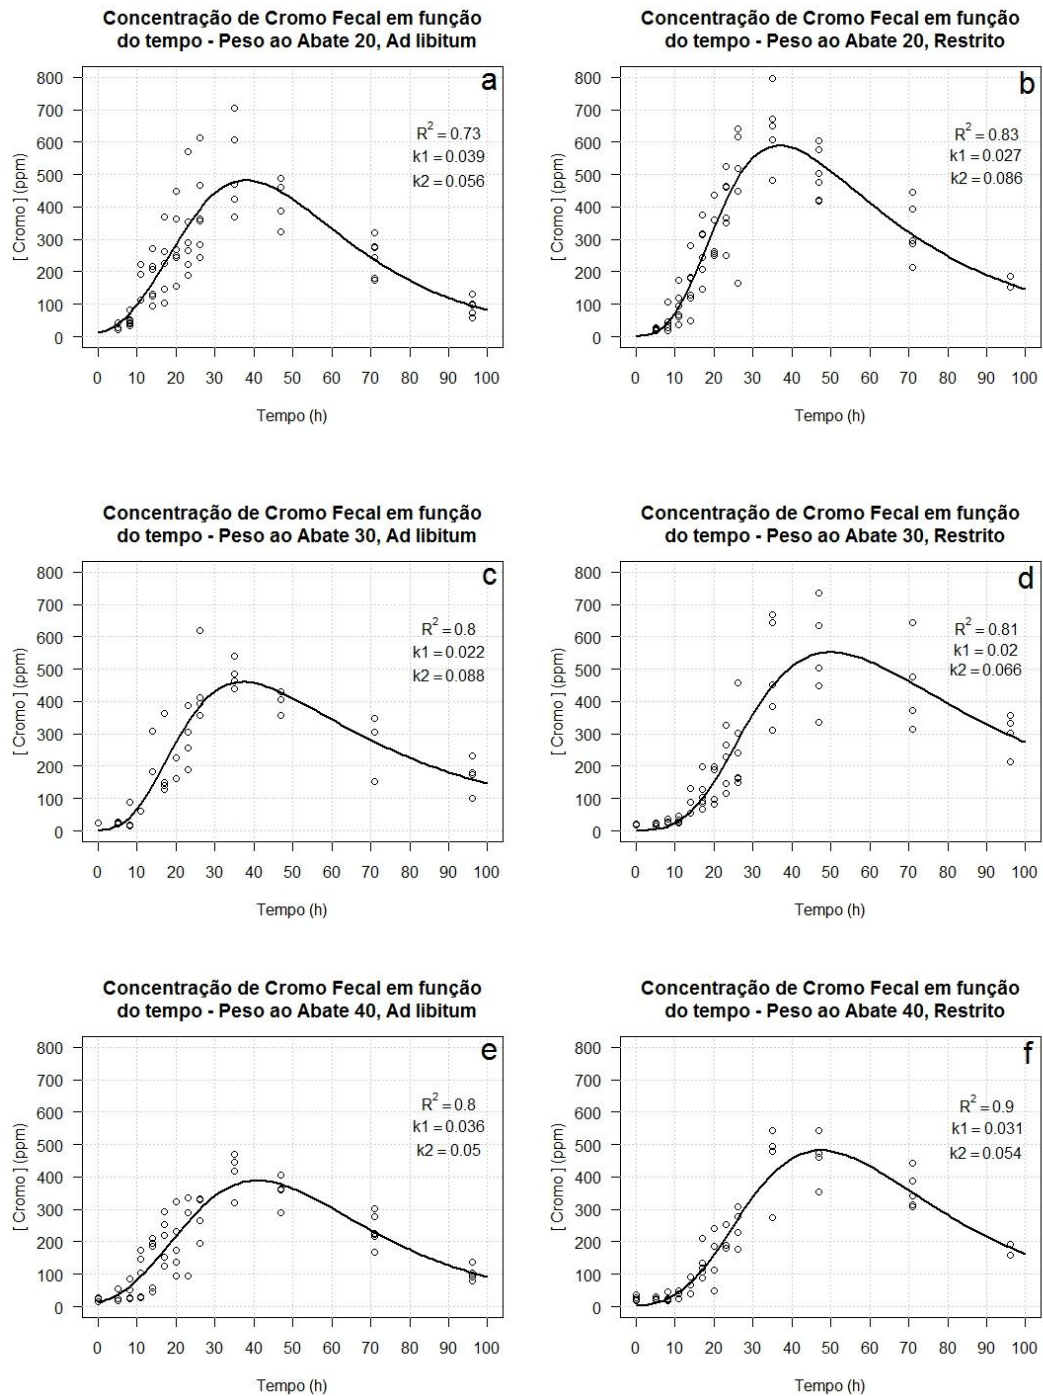 Concentração de Cromo Fecal em função
do tempo - Peso ao Abate 20, Ad libitum
a
800
700
600
500
400
300
200
100
0
[ Cromo ] (ppm)
R² = 0.73
k1 = 0.039
k2 = 0.056
0 10 20 30 40 50 60 70 80 90 100
Tempo (h)
Concentração de Cromo Fecal em função
do tempo - Peso ao Abate 20, Restrito
b
800
700
600
500
400
300
200
100
0
[ Cromo ] (ppm)
R² = 0.83
k1 = 0.027
k2 = 0.086
0 10 20 30 40 50 60 70 80 90 100
Tempo (h)
Concentração de Cromo Fecal em função
do tempo - Peso ao Abate 30, Ad libitum
c
800
700
600
500
400
300
200
100
0
[ Cromo ] (ppm)
R² = 0.8
k1 = 0.022
k2 = 0.088
0 10 20 30 40 50 60 70 80 90 100
Tempo (h)
Concentração de Cromo Fecal em função
do tempo - Peso ao Abate 30, Restrito
d
800
700
600
500
400
300
200
100
0
[ Cromo ] (ppm)
R² = 0.81
k1 = 0.02
k2 = 0.066
0 10 20 30 40 50 60 70 80 90 100
Tempo (h)
Concentração de Cromo Fecal em função
do tempo - Peso ao Abate 40, Ad libitum
e
800
700
600
500
400
300
200
100
0
[ Cromo ] (ppm)
R² = 0.8
k1 = 0.036
k2 = 0.05
0 10 20 30 40 50 60 70 80 90 100
Tempo (h)
Concentração de Cromo Fecal em função
do tempo - Peso ao Abate 40, Restrito
f
800
700
600
500
400
300
200
100
0
[ Cromo ] (ppm)
R² = 0.9
k1 = 0.031
k2 = 0.054
0 10 20 30 40 50 60 70 80 90 100
Tempo (h)